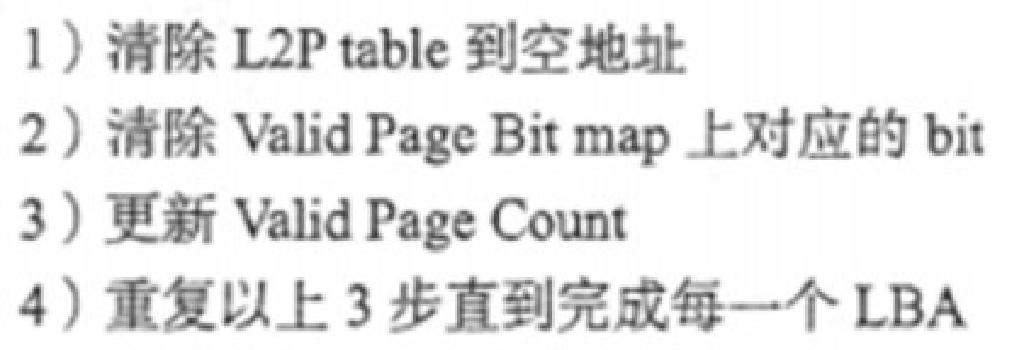 1）清除 L2P table 到空地址
2）清除 Valid Page Bit map 上对应的 bit
3）更新 Valid Page Count
4）重复以上 3 步直到完成每一个 LBA